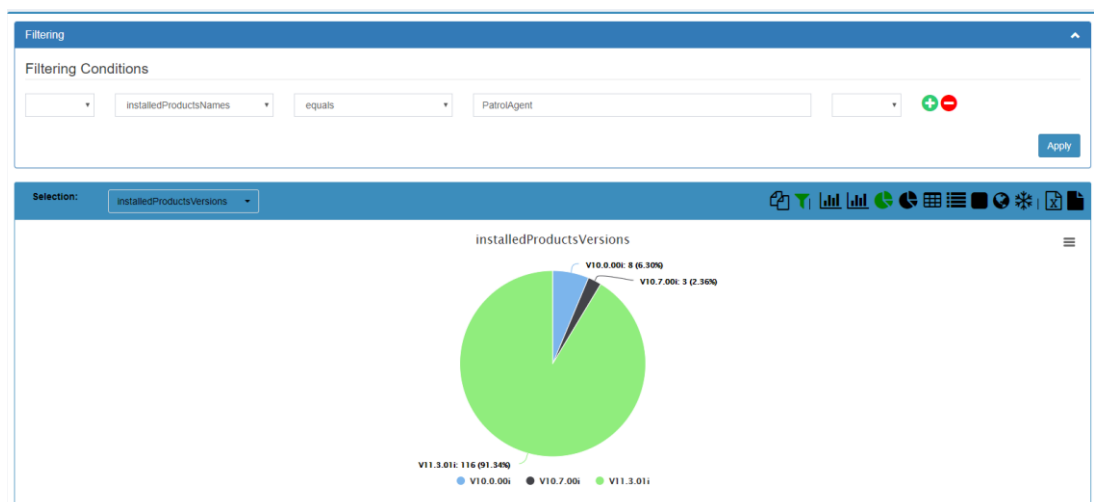 Filtering
Filtering Conditions
installedProductsNames equals PatrolAgent
Apply
Selection: installedProductsVersions
installedProductsVersions
V10.0.00i: 8 (6.30%)
V10.7.00i: 3 (2.36%)
V11.3.01i: 116 (91.34%)
V10.0.00i V10.7.00i V11.3.01i